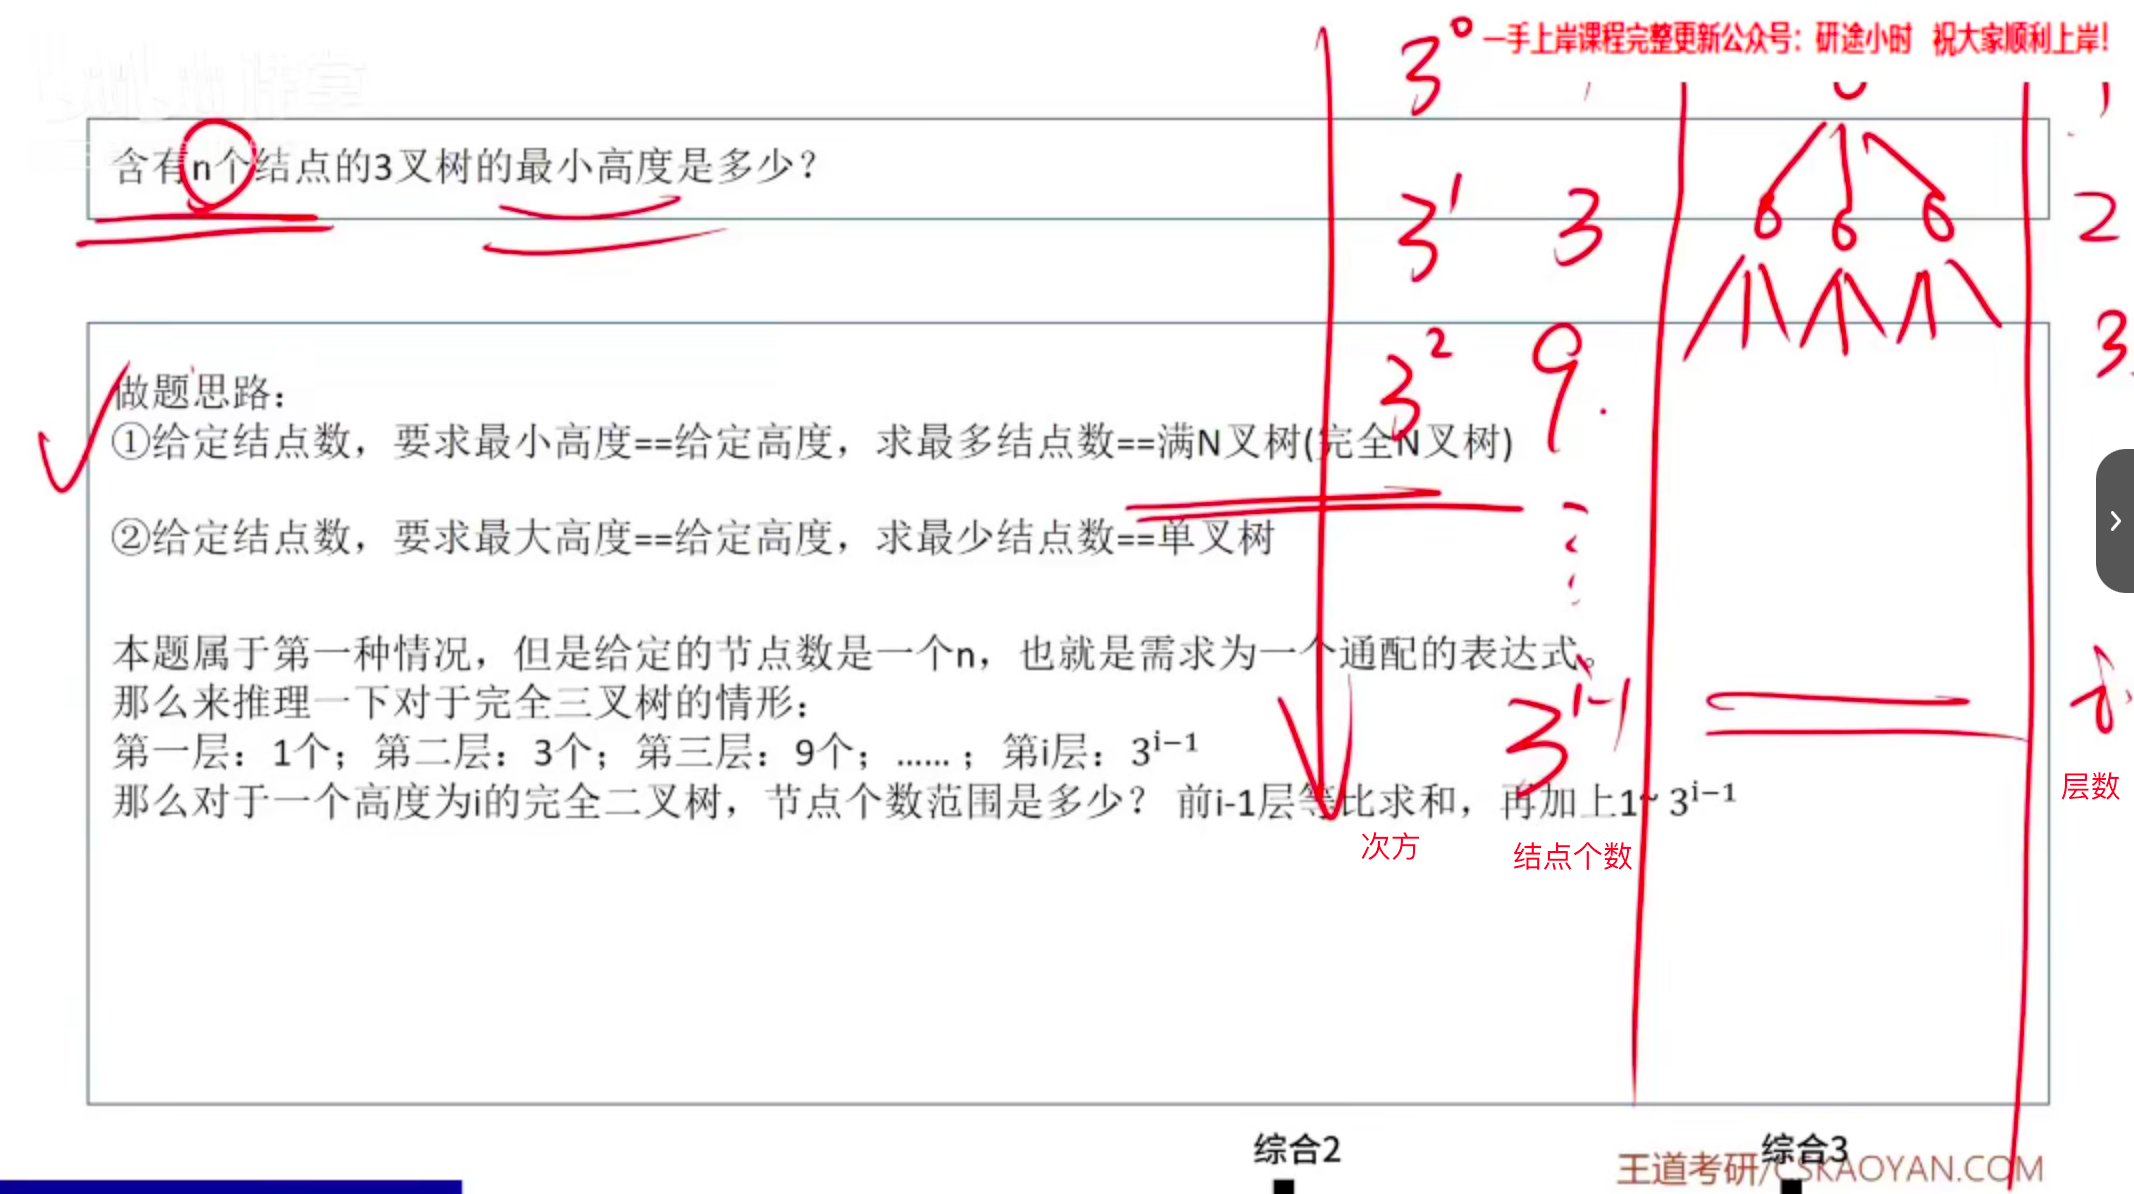 一手上岸课程完整更新公众号：研途小时 祝大家顺利上岸！
含有n个结点的3叉树的最小高度是多少？
做题思路：
①给定结点数，要求最小高度==给定高度，求最多结点数==满N叉树(完全N叉树)
②给定结点数，要求最大高度==给定高度，求最少结点数==单叉树
本题属于第一种情况，但是给定的节点数是一个n，也就是需求为一个通配的表达式。
那么来推理一下对于完全三叉树的情形：
第一层：1个；第二层：3个；第三层：9个；……；第i层：3^{i−1}
那么对于一个高度为i的完全二叉树，节点个数范围是多少？ 前i-1层等比求和，再加上1~ 3^{i−1}
3^0 1 1
3^1 3 2
3^2 9 3
3^{i-1} i
次方
结点个数
层数
综合2
综合3
王道考研/CSKAOYAN.COM